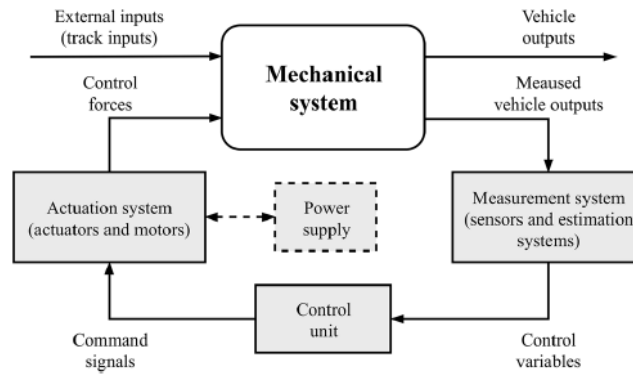 External inputs
(track inputs)
Vehicle
outputs
Mechanical
system
Control
forces
Meaused
vehicle outputs
Actuation system
(actuators and motors)
Power
supply
Measurement system
(sensors and estimation
systems)
Control
unit
Command
signals
Control
variables